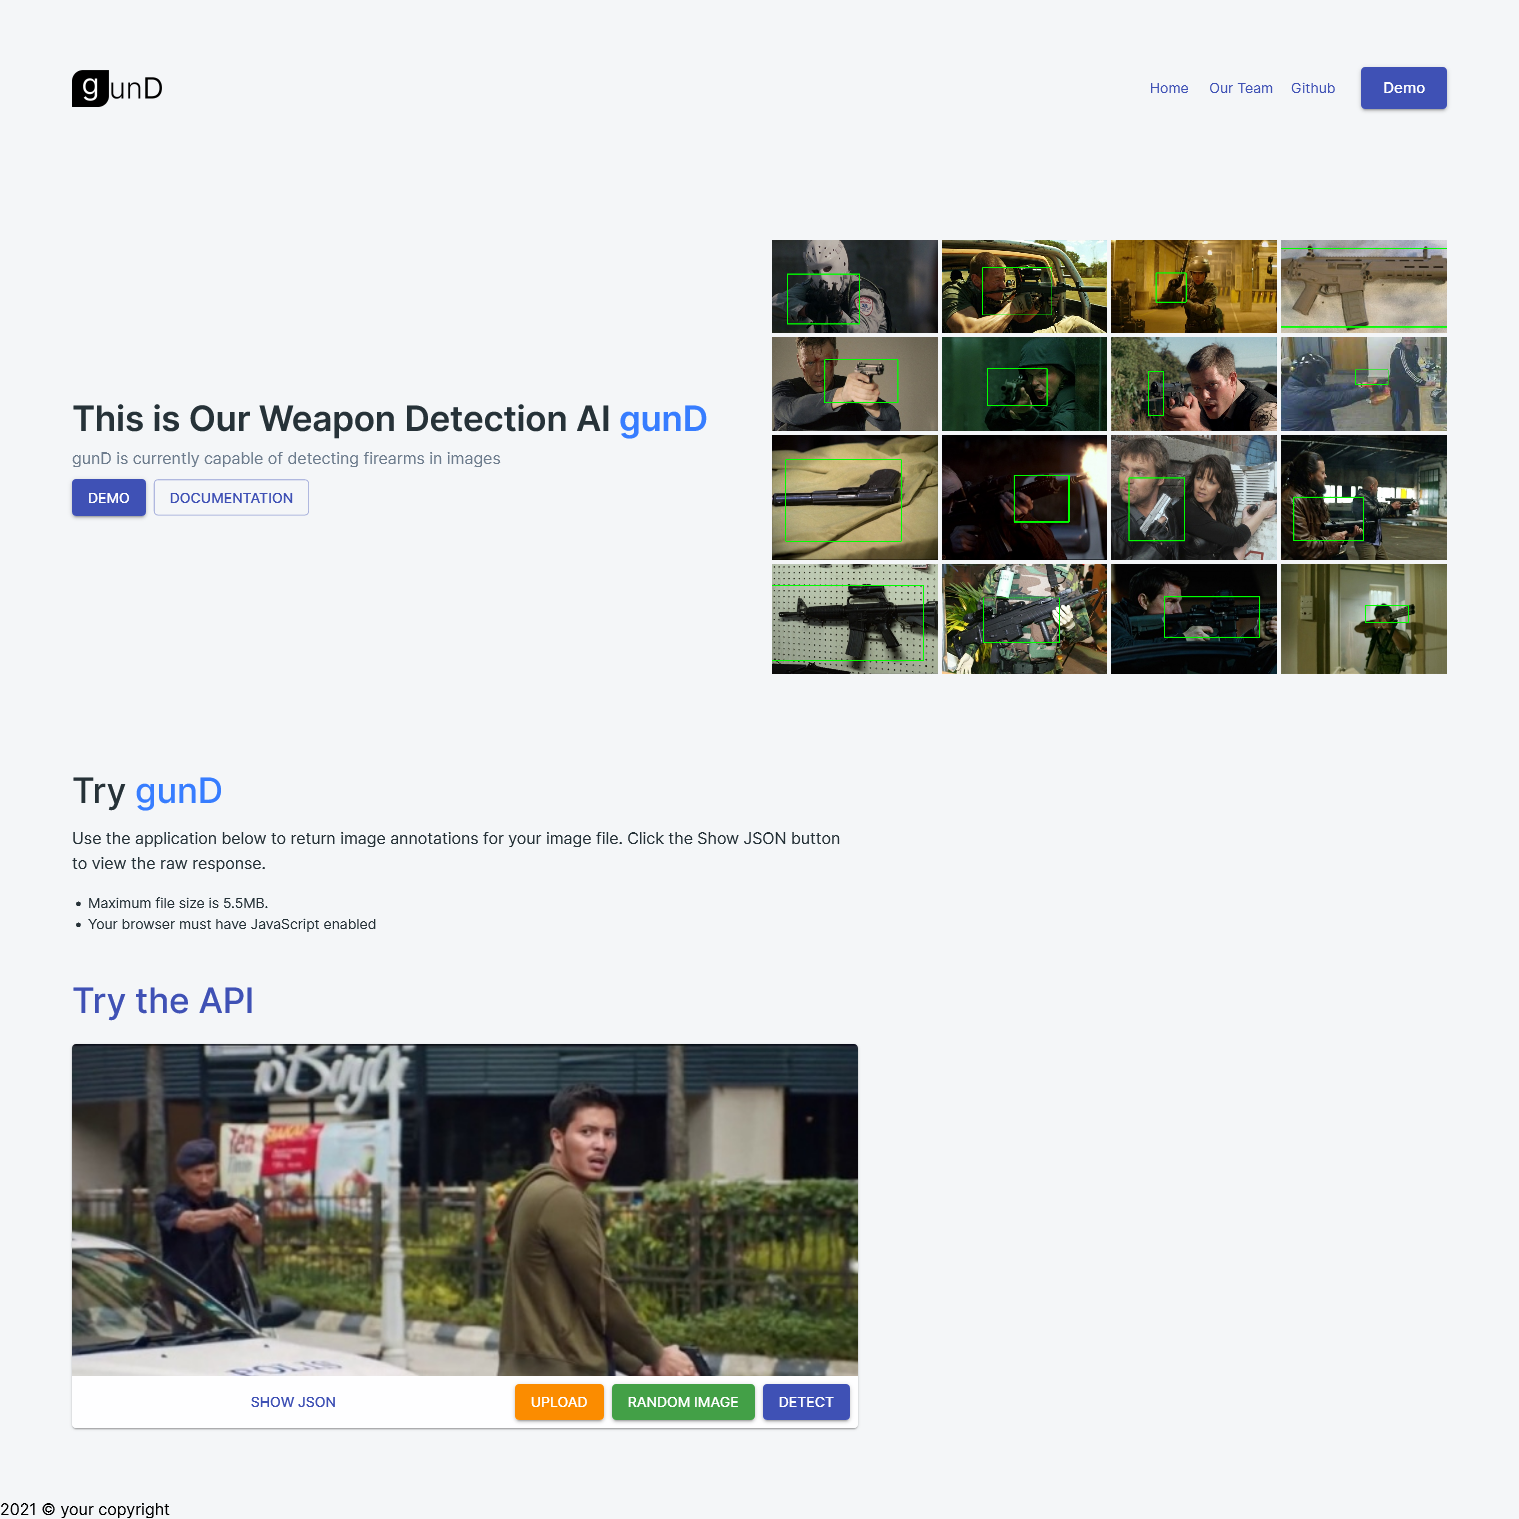 gunD
Home Our Team Github Demo
This is Our Weapon Detection AI gunD
gunD is currently capable of detecting firearms in images
DEMO DOCUMENTATION
Try gunD
Use the application below to return image annotations for your image file. Click the Show JSON button
to view the raw response.
• Maximum file size is 5.5MB.
• Your browser must have JavaScript enabled
Try the API
POLIS
SHOW JSON UPLOAD RANDOM IMAGE DETECT
2021 © your copyright